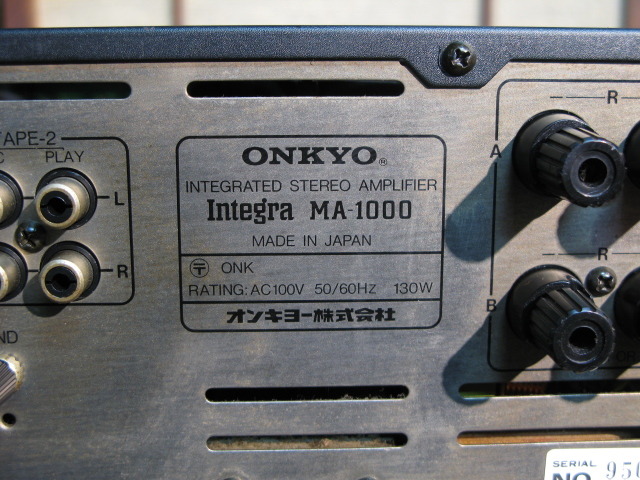 TAPE-2
PLAY
L
R
ONKYO®
INTEGRATED STEREO AMPLIFIER
Integra MA-1000
MADE IN JAPAN
〒 ONK
RATING: AC100V 50/60HZ 130W
オンキヨー株式会社
R
A
R
B
SERIAL
NO.